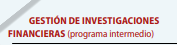 GESTIÓN DE INVESTIGACIONES
FINANCIERAS (programa intermedio)